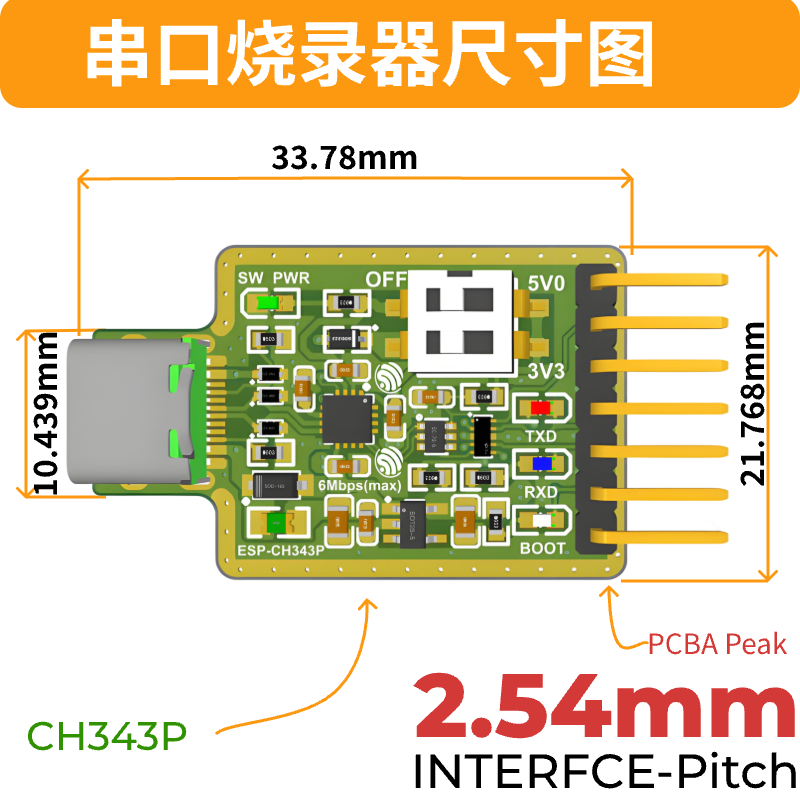 串口烧录器尺寸图
33.78mm
SW PWR
OFF
5V0
3V3
10.439mm
21.768mm
TXD
RXD
6Mbps(max)
BOOT
ESP-CH343P
PCBA Peak
2.54mm
CH343P
INTERFCE-Pitch